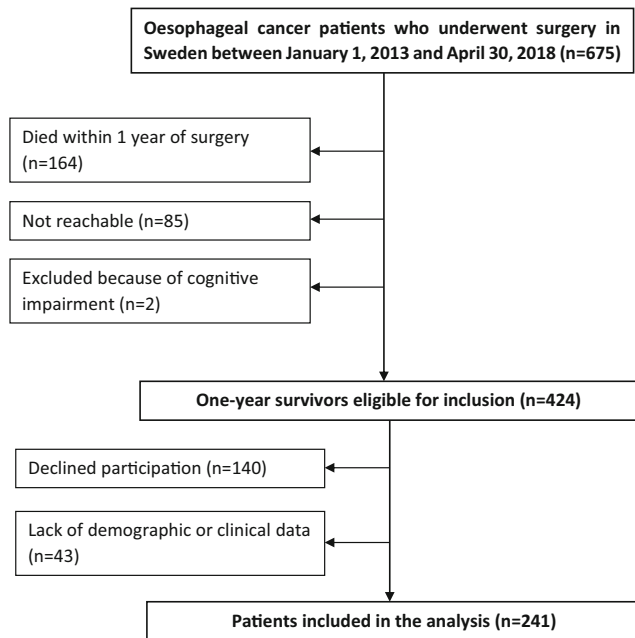 Oesophageal cancer patients who underwent surgery in
Sweden between January 1, 2013 and April 30, 2018 (n=675)
Died within 1 year of surgery
(n=164)
Not reachable (n=85)
Excluded because of cognitive
impairment (n=2)
One-year survivors eligible for inclusion (n=424)
Declined participation (n=140)
Lack of demographic or clinical data
(n=43)
Patients included in the analysis (n=241)